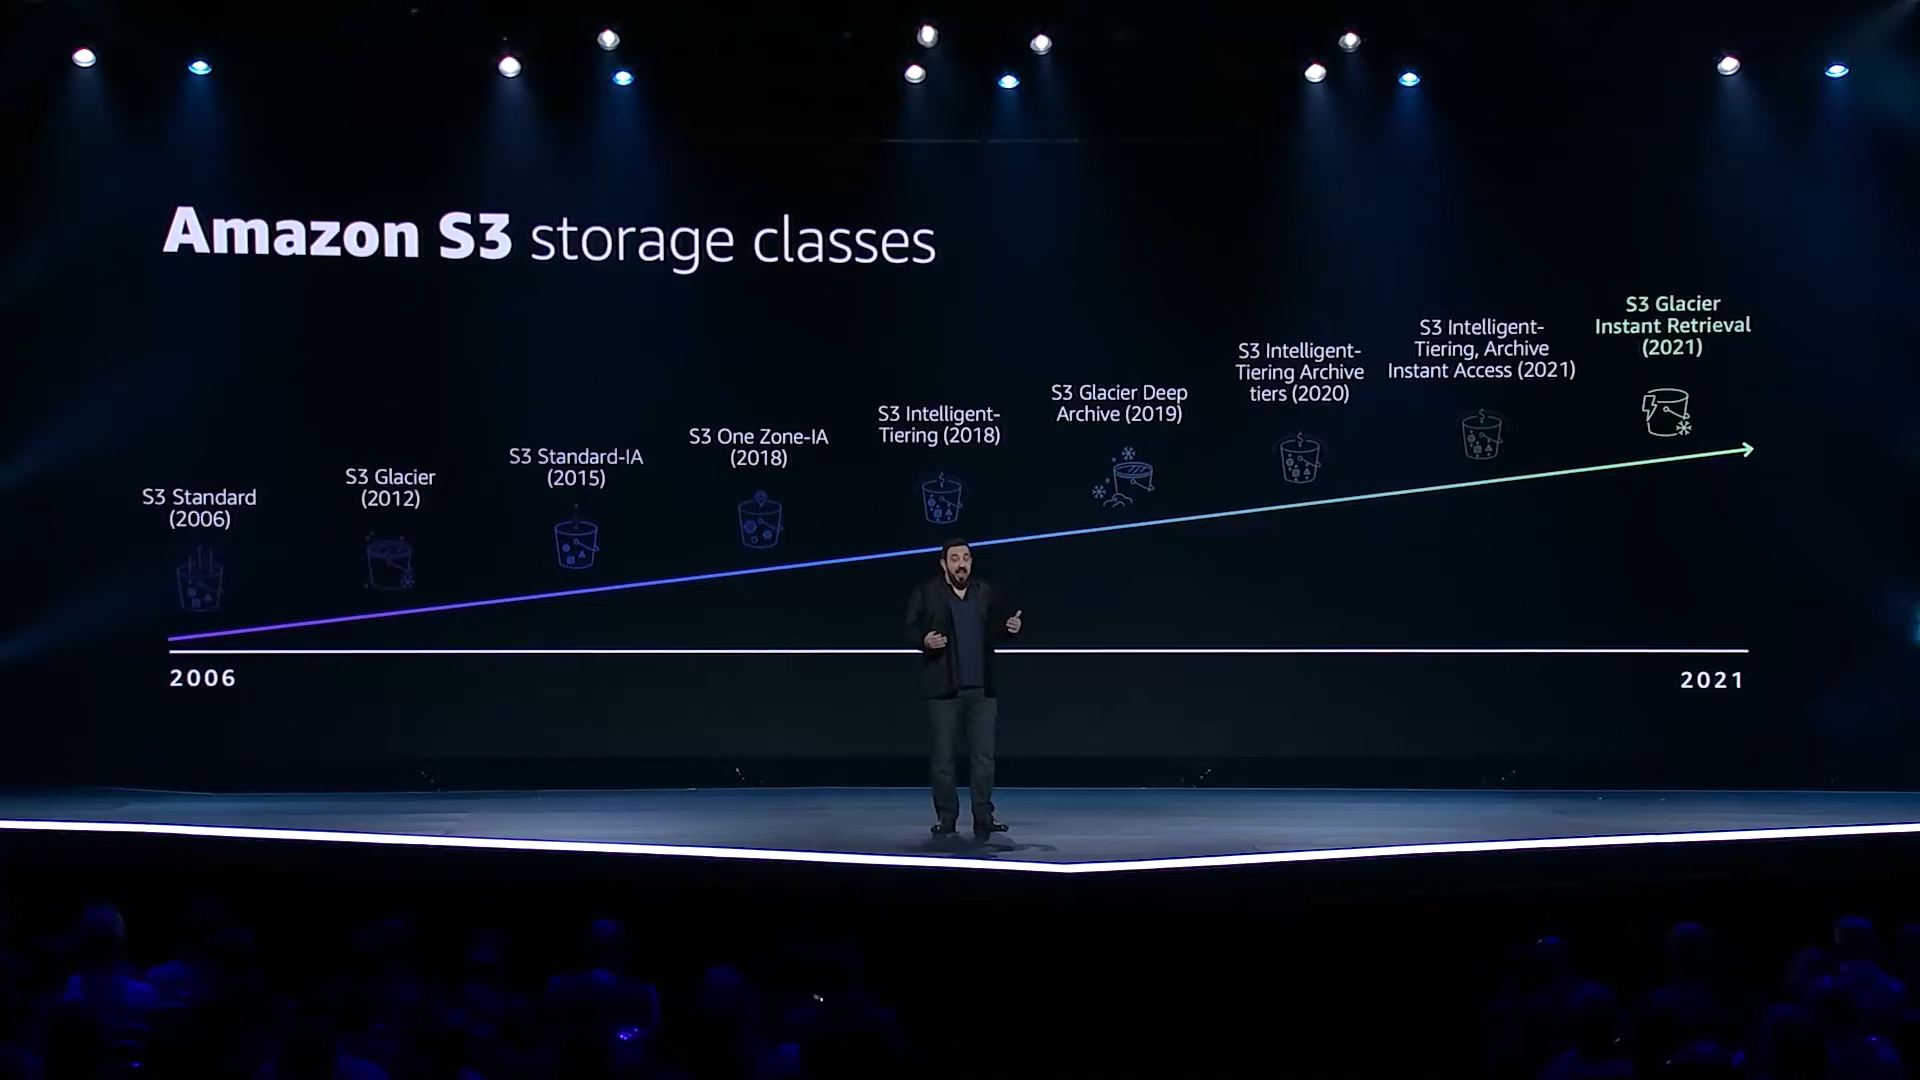 Amazon S3 storage classes
S3 Standard
(2006)
S3 Glacier
(2012)
S3 Standard-IA
(2015)
S3 One Zone-IA
(2018)
S3 Intelligent-
Tiering (2018)
S3 Glacier Deep
Archive (2019)
S3 Intelligent-
Tiering Archive
tiers (2020)
S3 Intelligent-
Tiering, Archive
Instant Access (2021)
S3 Glacier
Instant Retrieval
(2021)
2006
2021